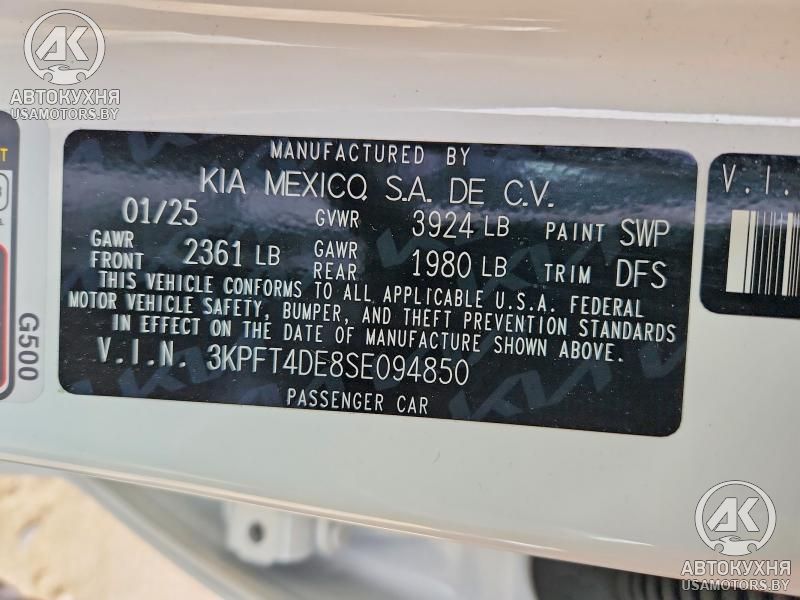 AK
АВТОКУХНЯ
USAMOTORS.BY
MANUFACTURED BY
KIA MEXICO, S.A. DE C.V.
01/25 GVWR 3924 LB PAINT SWP
GAWR FRONT 2361 LB GAWR REAR 1980 LB TRIM DFS
THIS VEHICLE CONFORMS TO ALL APPLICABLE U.S.A. FEDERAL
MOTOR VEHICLE SAFETY, BUMPER, AND THEFT PREVENTION STANDARDS
IN EFFECT ON THE DATE OF MANUFACTURE SHOWN ABOVE.
V.I.N. 3KPFT4DE8SE094850
PASSENGER CAR
G500
V.I.
AK
АВТОКУХНЯ
USAMOTORS.BY